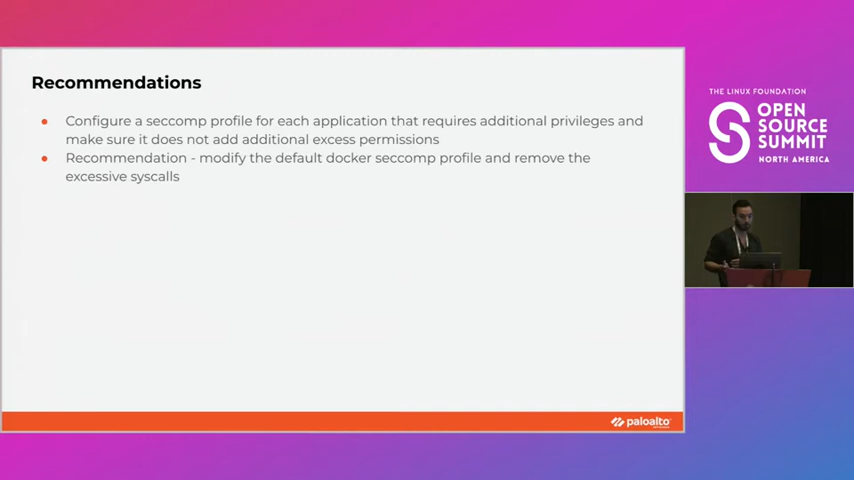 Recommendations
● Configure a seccomp profile for each application that requires additional privileges and
make sure it does not add additional excess permissions
● Recommendation - modify the default docker seccomp profile and remove the
excessive syscalls
paloalto
THE LINUX FOUNDATION
OPEN
SOURCE
SUMMIT
NORTH AMERICA